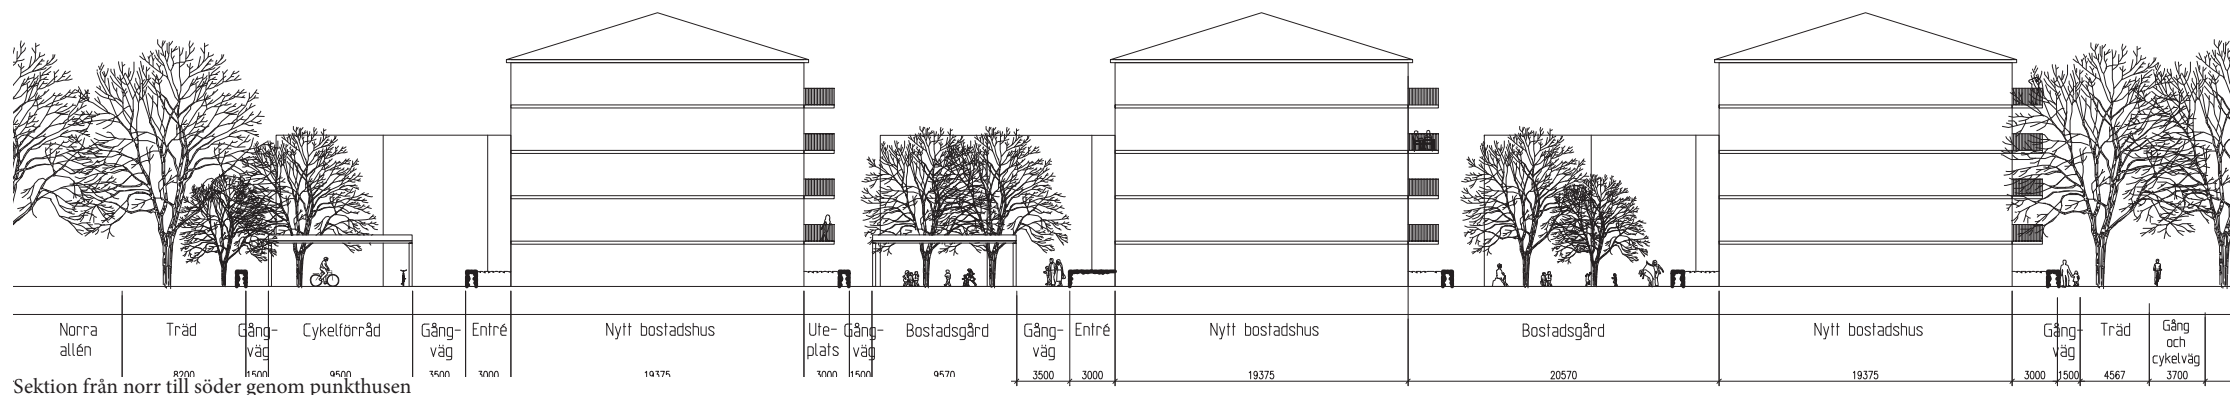 Norra
allén
Träd
Gång-
väg
Cykelförråd
Gång-
väg
Entré
Nytt bostadshus
Ute-
plats
Gång-
väg
Bostadsgård
Gång-
väg
Entré
Nytt bostadshus
Bostadsgård
Nytt bostadshus
Gång-
väg
Träd
Gång
och
cykelväg
8200
1500
9500
3500
3000
19375
3000
1500
9570
3500
3000
19375
20570
19375
3000
1500
4567
3700
Sektion från norr till söder genom punkthusen